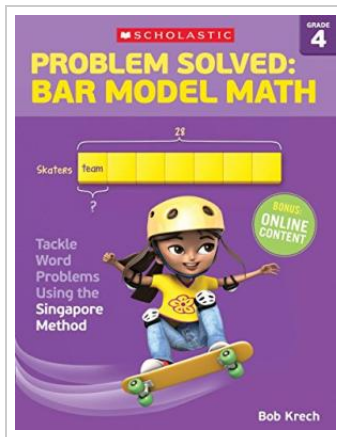 SCHOLASTIC
GRADE
4
PROBLEM SOLVED:
BAR MODEL MATH
28
Skaters team
?
BONUS:
ONLINE
CONTENT
Tackle
Word
Problems
Using the
Singapore
Method
Bob Krech